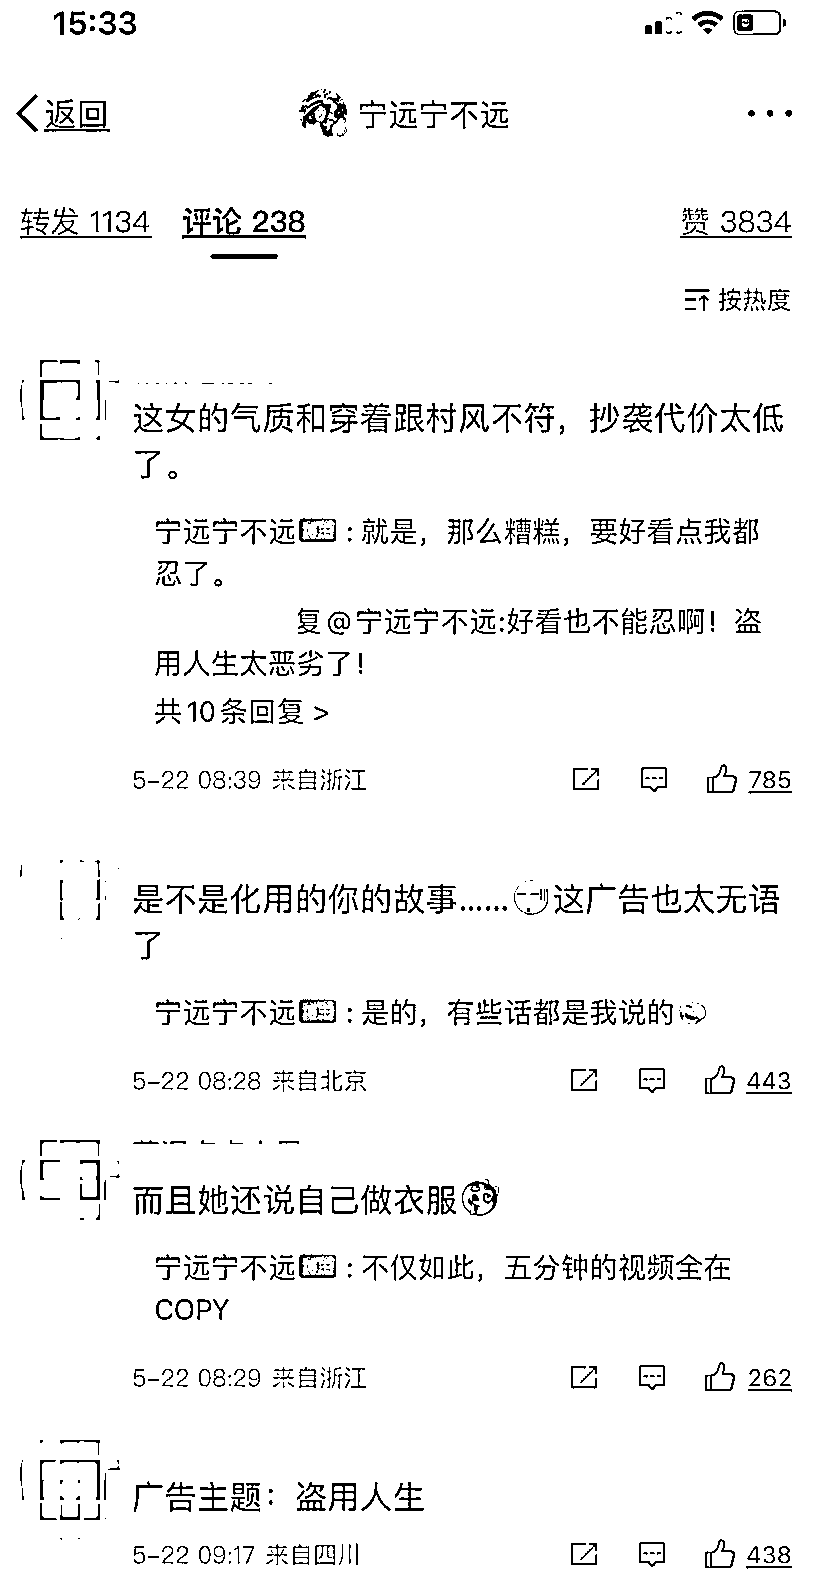 15:33
返回
宁远宁不远
转发 1134 评论 238 赞 3834
按热度
这女的气质和穿着跟村风不符，抄袭代价太低
了。
宁远宁不远：就是，那么糟糕，要好看点我都
忍了。
复@宁远宁不远:好看也不能忍啊！盗
用人生太恶劣了！
共10条回复 >
5-22 08:39 来自浙江 785
是不是化用的你的故事……这广告也太无语
了
宁远宁不远：是的，有些话都是我说的
5-22 08:28 来自北京 443
而且她还说自己做衣服
宁远宁不远：不仅如此，五分钟的视频全在
COPY
5-22 08:29 来自浙江 262
广告主题：盗用人生
5-22 09:17 来自四川 438